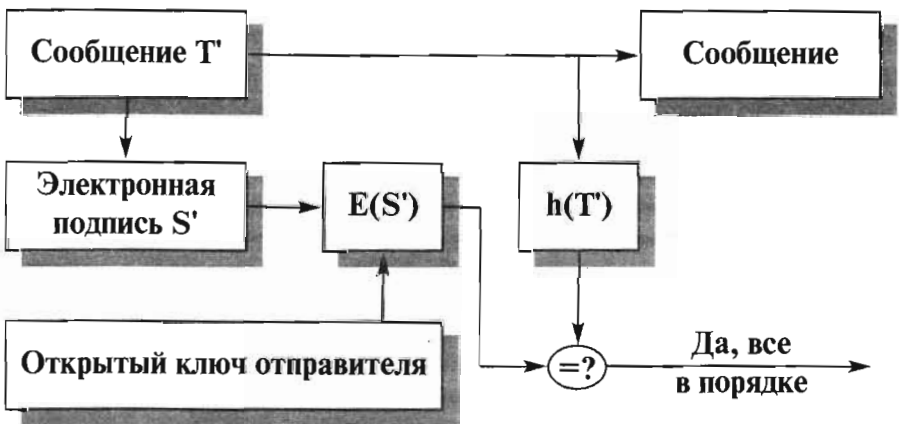 Сообщение T'
Сообщение
Электронная
подпись S'
E(S')
h(T')
Открытый ключ отправителя
=?
Да, все
в порядке